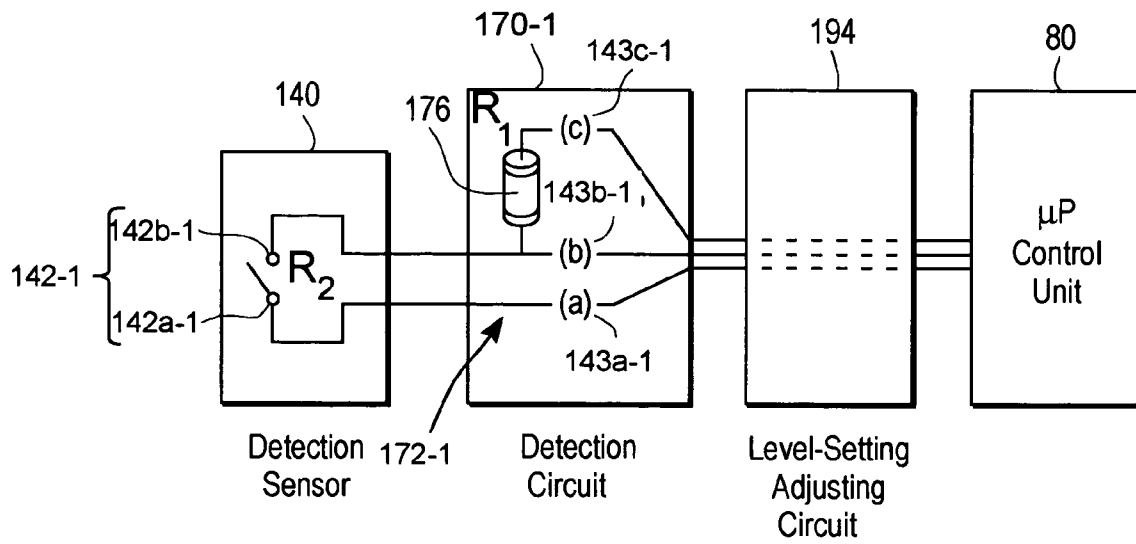 170-1
143c-1
194
80
140
176
R1
(c)
143b-1
142b-1
142-1
R2
(b)
142a-1
(a)
143a-1
172-1
µP
Control
Unit
Detection
Sensor
Detection
Circuit
Level-Setting
Adjusting
Circuit